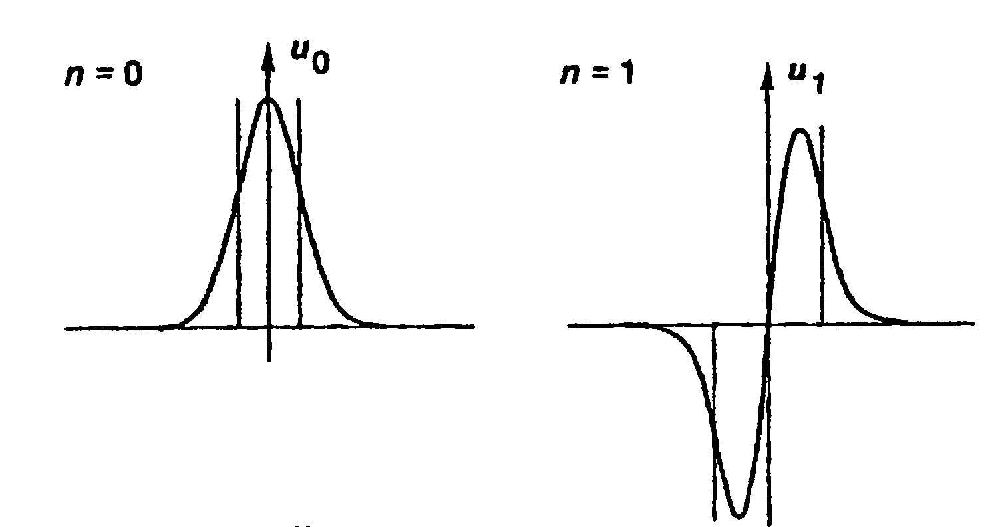 n = 0
u0
n = 1
u1